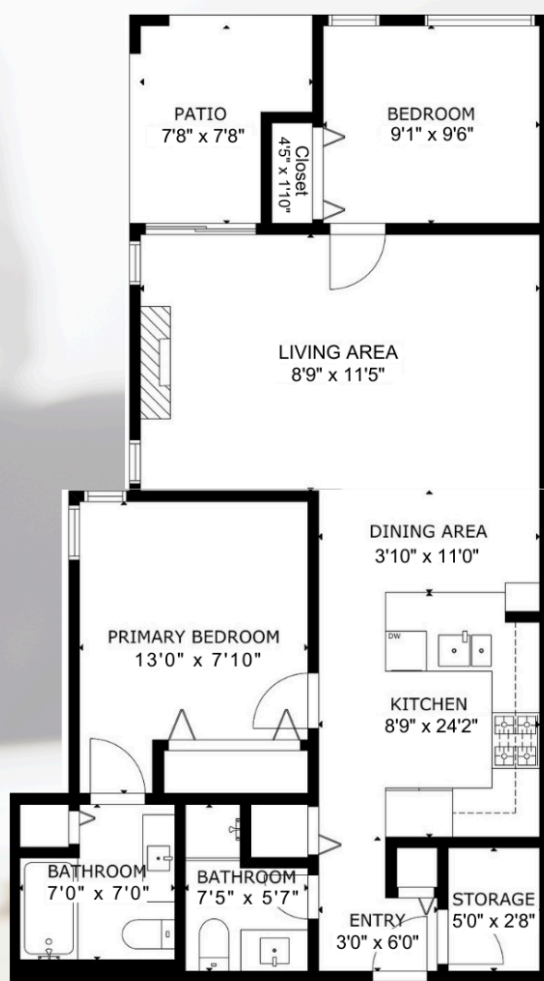 PATIO
7'8" x 7'8"
BEDROOM
9'1" x 9'6"
Closet
4'5" x 1'10"
LIVING AREA
8'9" x 11'5"
DINING AREA
3'10" x 11'0"
PRIMARY BEDROOM
13'0" x 7'10"
DW
KITCHEN
8'9" x 24'2"
BATHROOM
7'0" x 7'0"
BATHROOM
7'5" x 5'7"
ENTRY
3'0" x 6'0"
STORAGE
5'0" x 2'8"